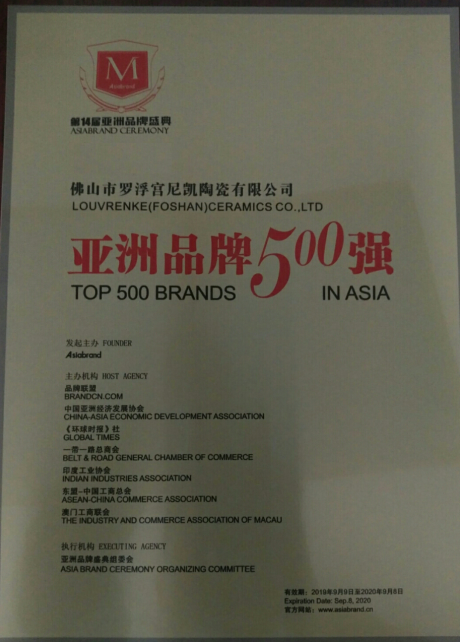 M
Asiabrand
第14届亚洲品牌盛典
ASIABRAND CEREMONY
佛山市罗浮宫尼凯陶瓷有限公司
LOUVRENKE(FOSHAN)CERAMICS CO.,LTD
亚洲品牌500强
TOP 500 BRANDS IN ASIA
发起主办 FOUNDER
Asiabrand
主办机构 HOST AGENCY
品牌联盟
BRANDCN.COM
中国亚洲经济发展协会
CHINA-ASIA ECONOMIC DEVELOPMENT ASSOCIATION
《环球时报》社
GLOBAL TIMES
一带一路总商会
BELT & ROAD GENERAL CHAMBER OF COMMERCE
印度工业协会
INDIAN INDUSTRIES ASSOCIATION
东盟-中国工商总会
ASEAN-CHINA COMMERCE ASSOCIATION
澳门工商联会
THE INDUSTRY AND COMMERCE ASSOCIATION OF MACAU
执行机构 EXECUTING AGENCY
亚洲品牌盛典组委会
ASIA BRAND CEREMONY ORGANIZING COMMITTEE
有效期：2019年9月9日至2020年9月8日
Expiration Date: Sep.8, 2020
官方网站：www.asiabrand.cn